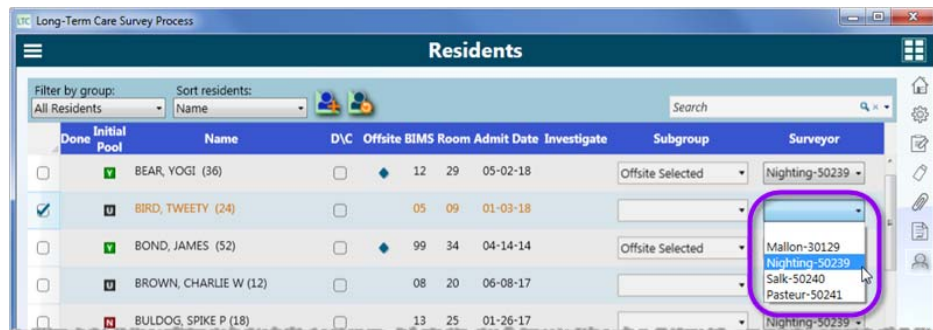 LTC Long-Term Care Survey Process
Residents
Filter by group: Sort residents:
All Residents Name Search
Done Initial Pool Name D\C Offsite BIMS Room Admit Date Investigate Subgroup Surveyor
Y BEAR, YOGI (36) 12 29 05-02-18 Offsite Selected Nighting-50239
U BIRD, TWEETY (24) 05 09 01-03-18
Y BOND, JAMES (52) 99 34 04-14-14 Offsite Selected
Mallon-30129
Nighting-50239
Salk-50240
Pasteur-50241
U BROWN, CHARLIE W (12) 08 20 06-08-17
N BULDOG, SPIKE P (18) 13 25 01-26-17 Nighting-50239